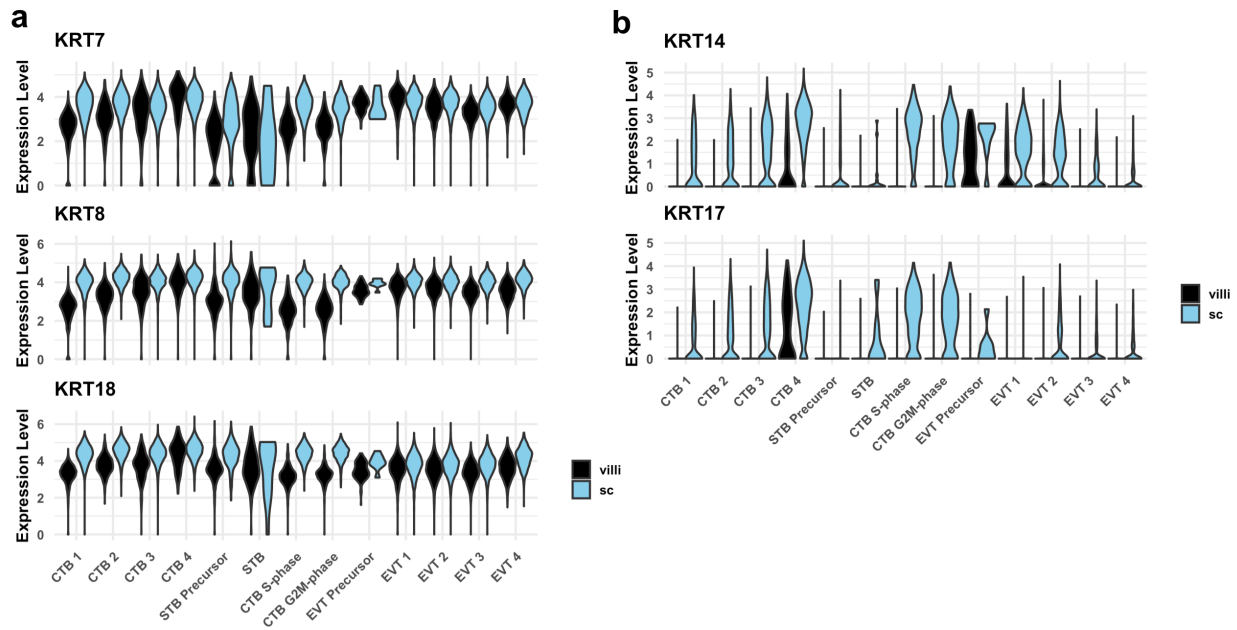 a
KRT7
Expression Level
4
2
0
KRT8
Expression Level
6
4
2
0
KRT18
Expression Level
6
4
2
0
CTB 1
CTB 2
CTB 3
CTB 4
STB Precursor
STB
CTB S-phase
CTB G2M-phase
EVT Precursor
EVT 1
EVT 2
EVT 3
EVT 4
villi
sc
b
KRT14
Expression Level
5
4
3
2
1
0
KRT17
Expression Level
5
4
3
2
1
0
CTB 1
CTB 2
CTB 3
CTB 4
STB Precursor
STB
CTB S-phase
CTB G2M-phase
EVT Precursor
EVT 1
EVT 2
EVT 3
EVT 4
villi
sc